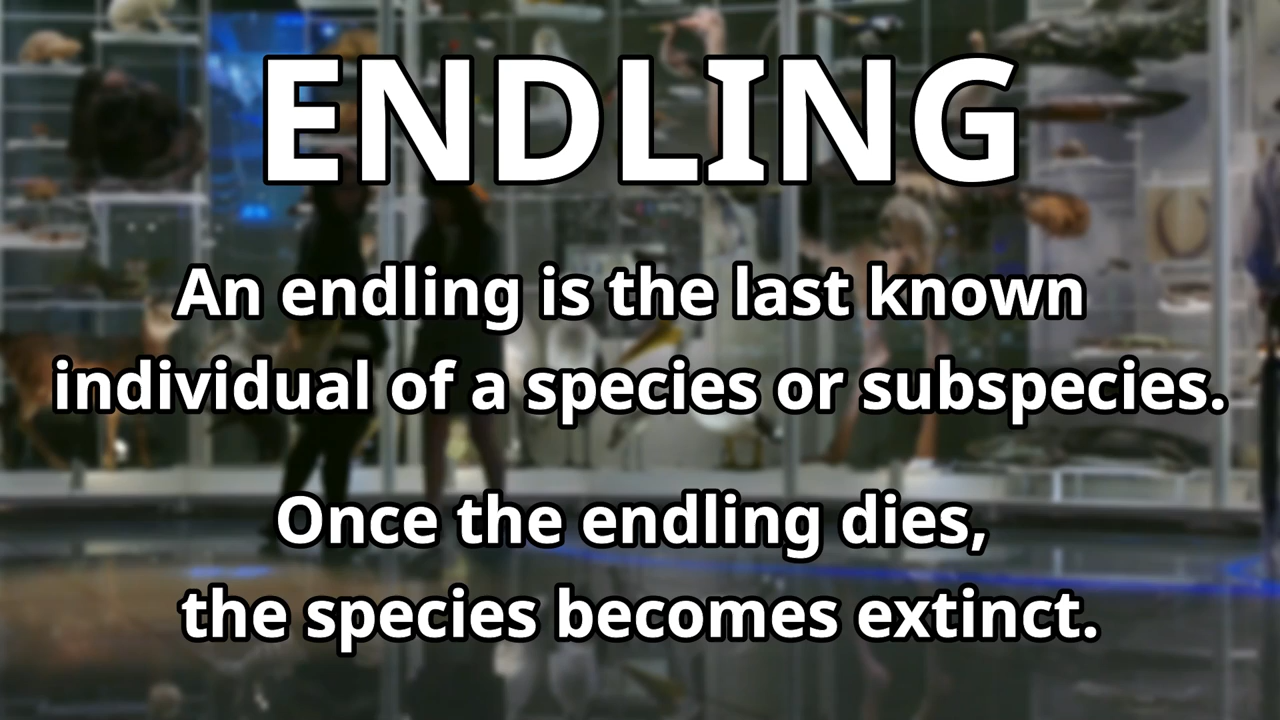 ENDLING
An endling is the last known
individual of a species or subspecies.
Once the endling dies,
the species becomes extinct.